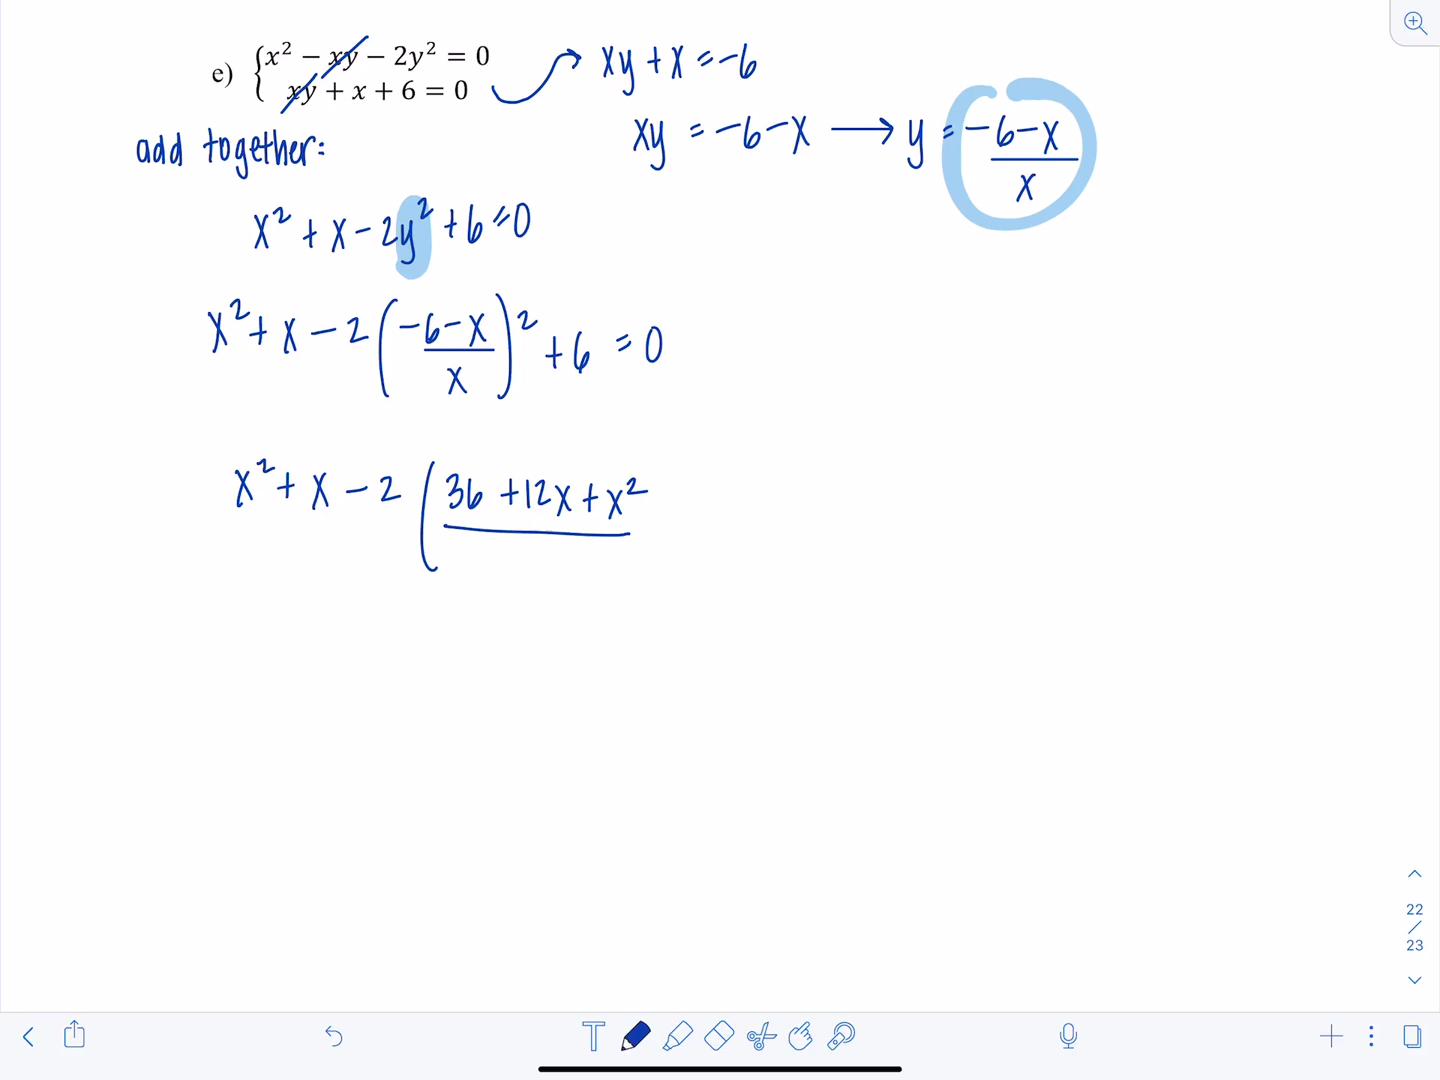 e) { x² − xy − 2y² = 0
xy + x + 6 = 0
xy + x = -6
xy = -6-x ⟶ y = -6-x / x
add together:
x² + x - 2y² + 6 = 0
x² + x - 2 ( -6-x / x )² + 6 = 0
x² + x - 2 ( 36 + 12x + x²
22
/
23
T